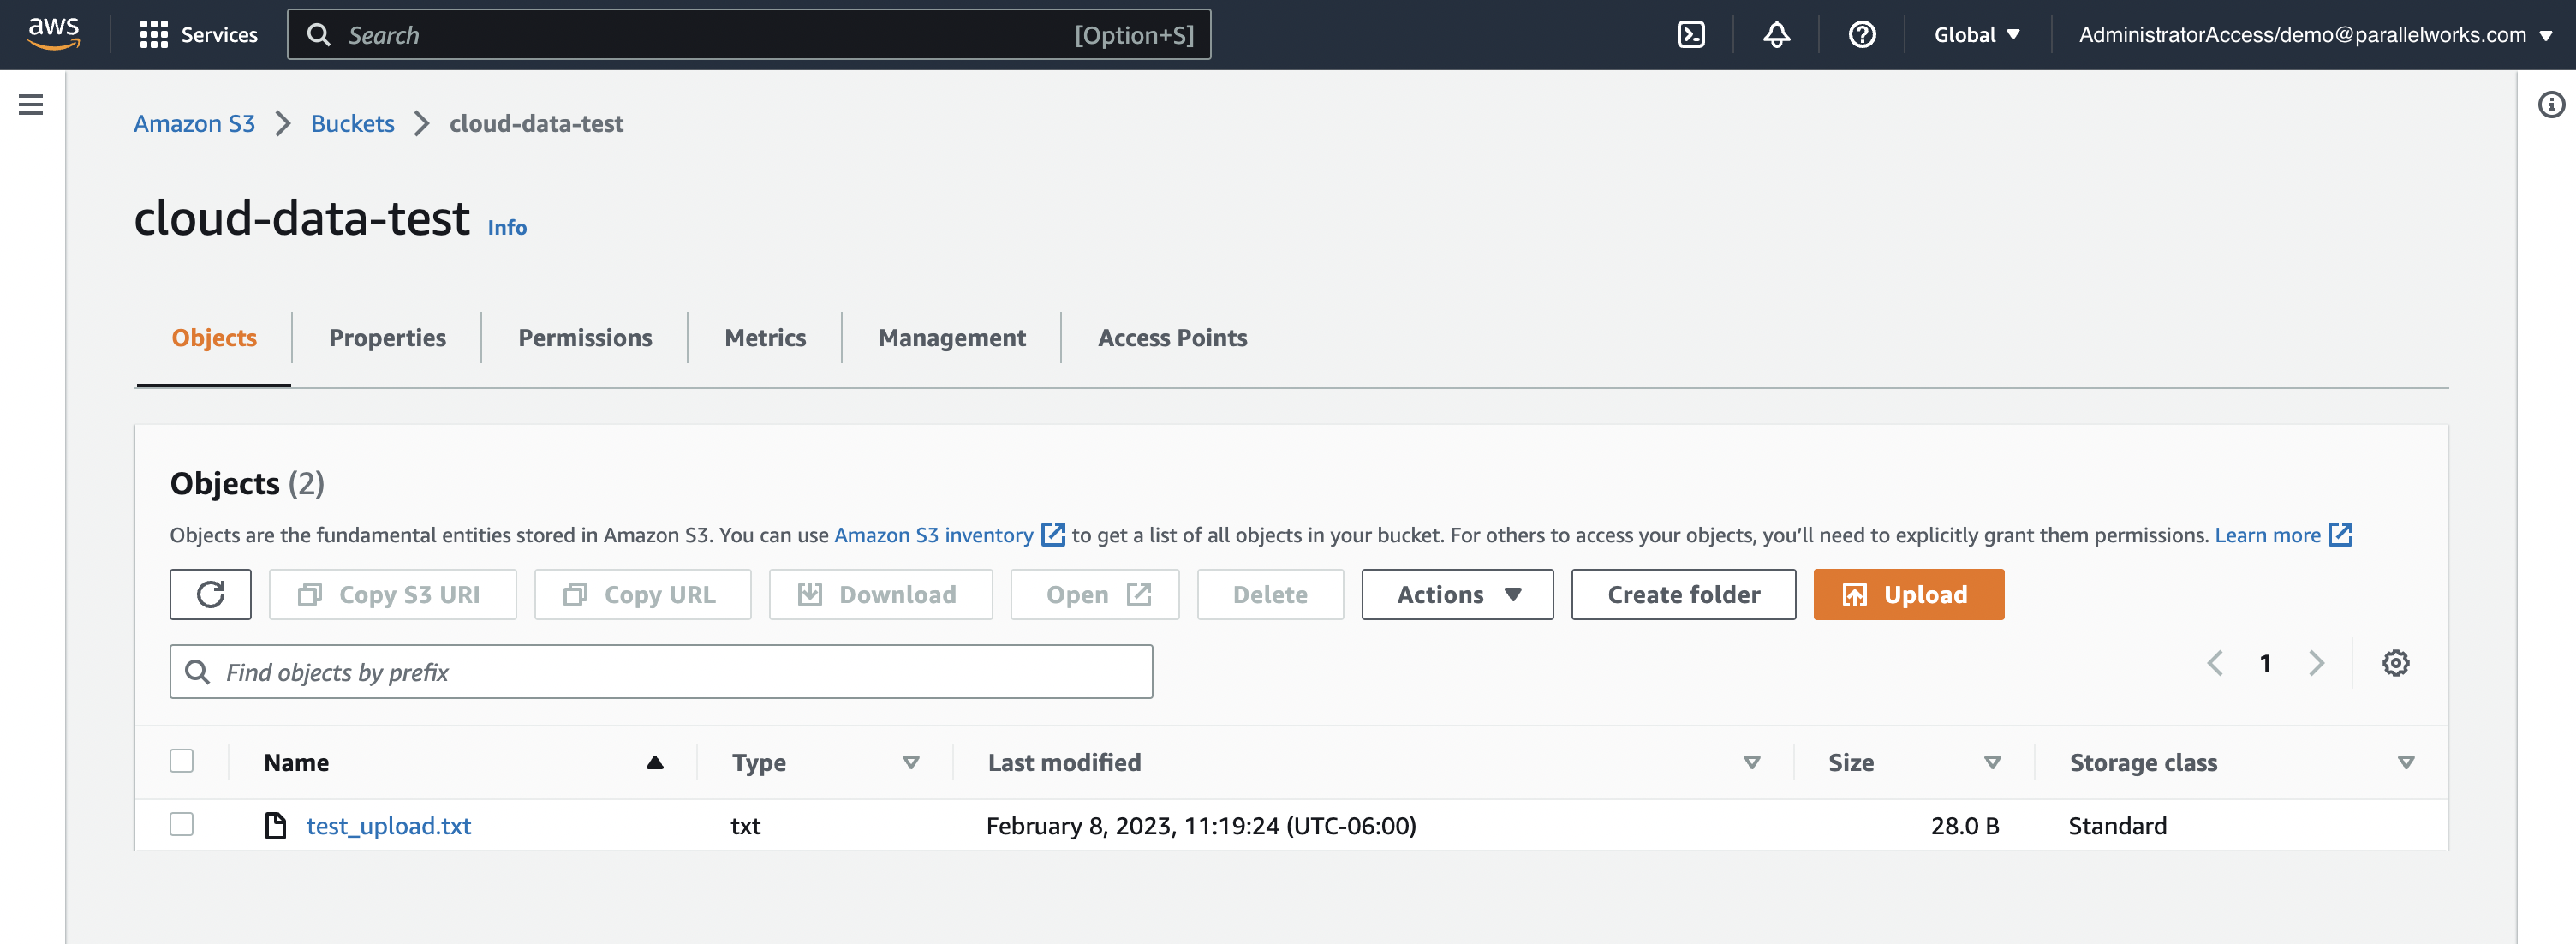 aws Services Search [Option+S] Global AdministratorAccess/demo@parallelworks.com
Amazon S3 Buckets cloud-data-test
cloud-data-test Info
Objects Properties Permissions Metrics Management Access Points
Objects (2)
Objects are the fundamental entities stored in Amazon S3. You can use Amazon S3 inventory to get a list of all objects in your bucket. For others to access your objects, you’ll need to explicitly grant them permissions. Learn more
Copy S3 URI Copy URL Download Open Delete Actions Create folder Upload
Find objects by prefix 1
Name Type Last modified Size Storage class
test_upload.txt txt February 8, 2023, 11:19:24 (UTC-06:00) 28.0 B Standard